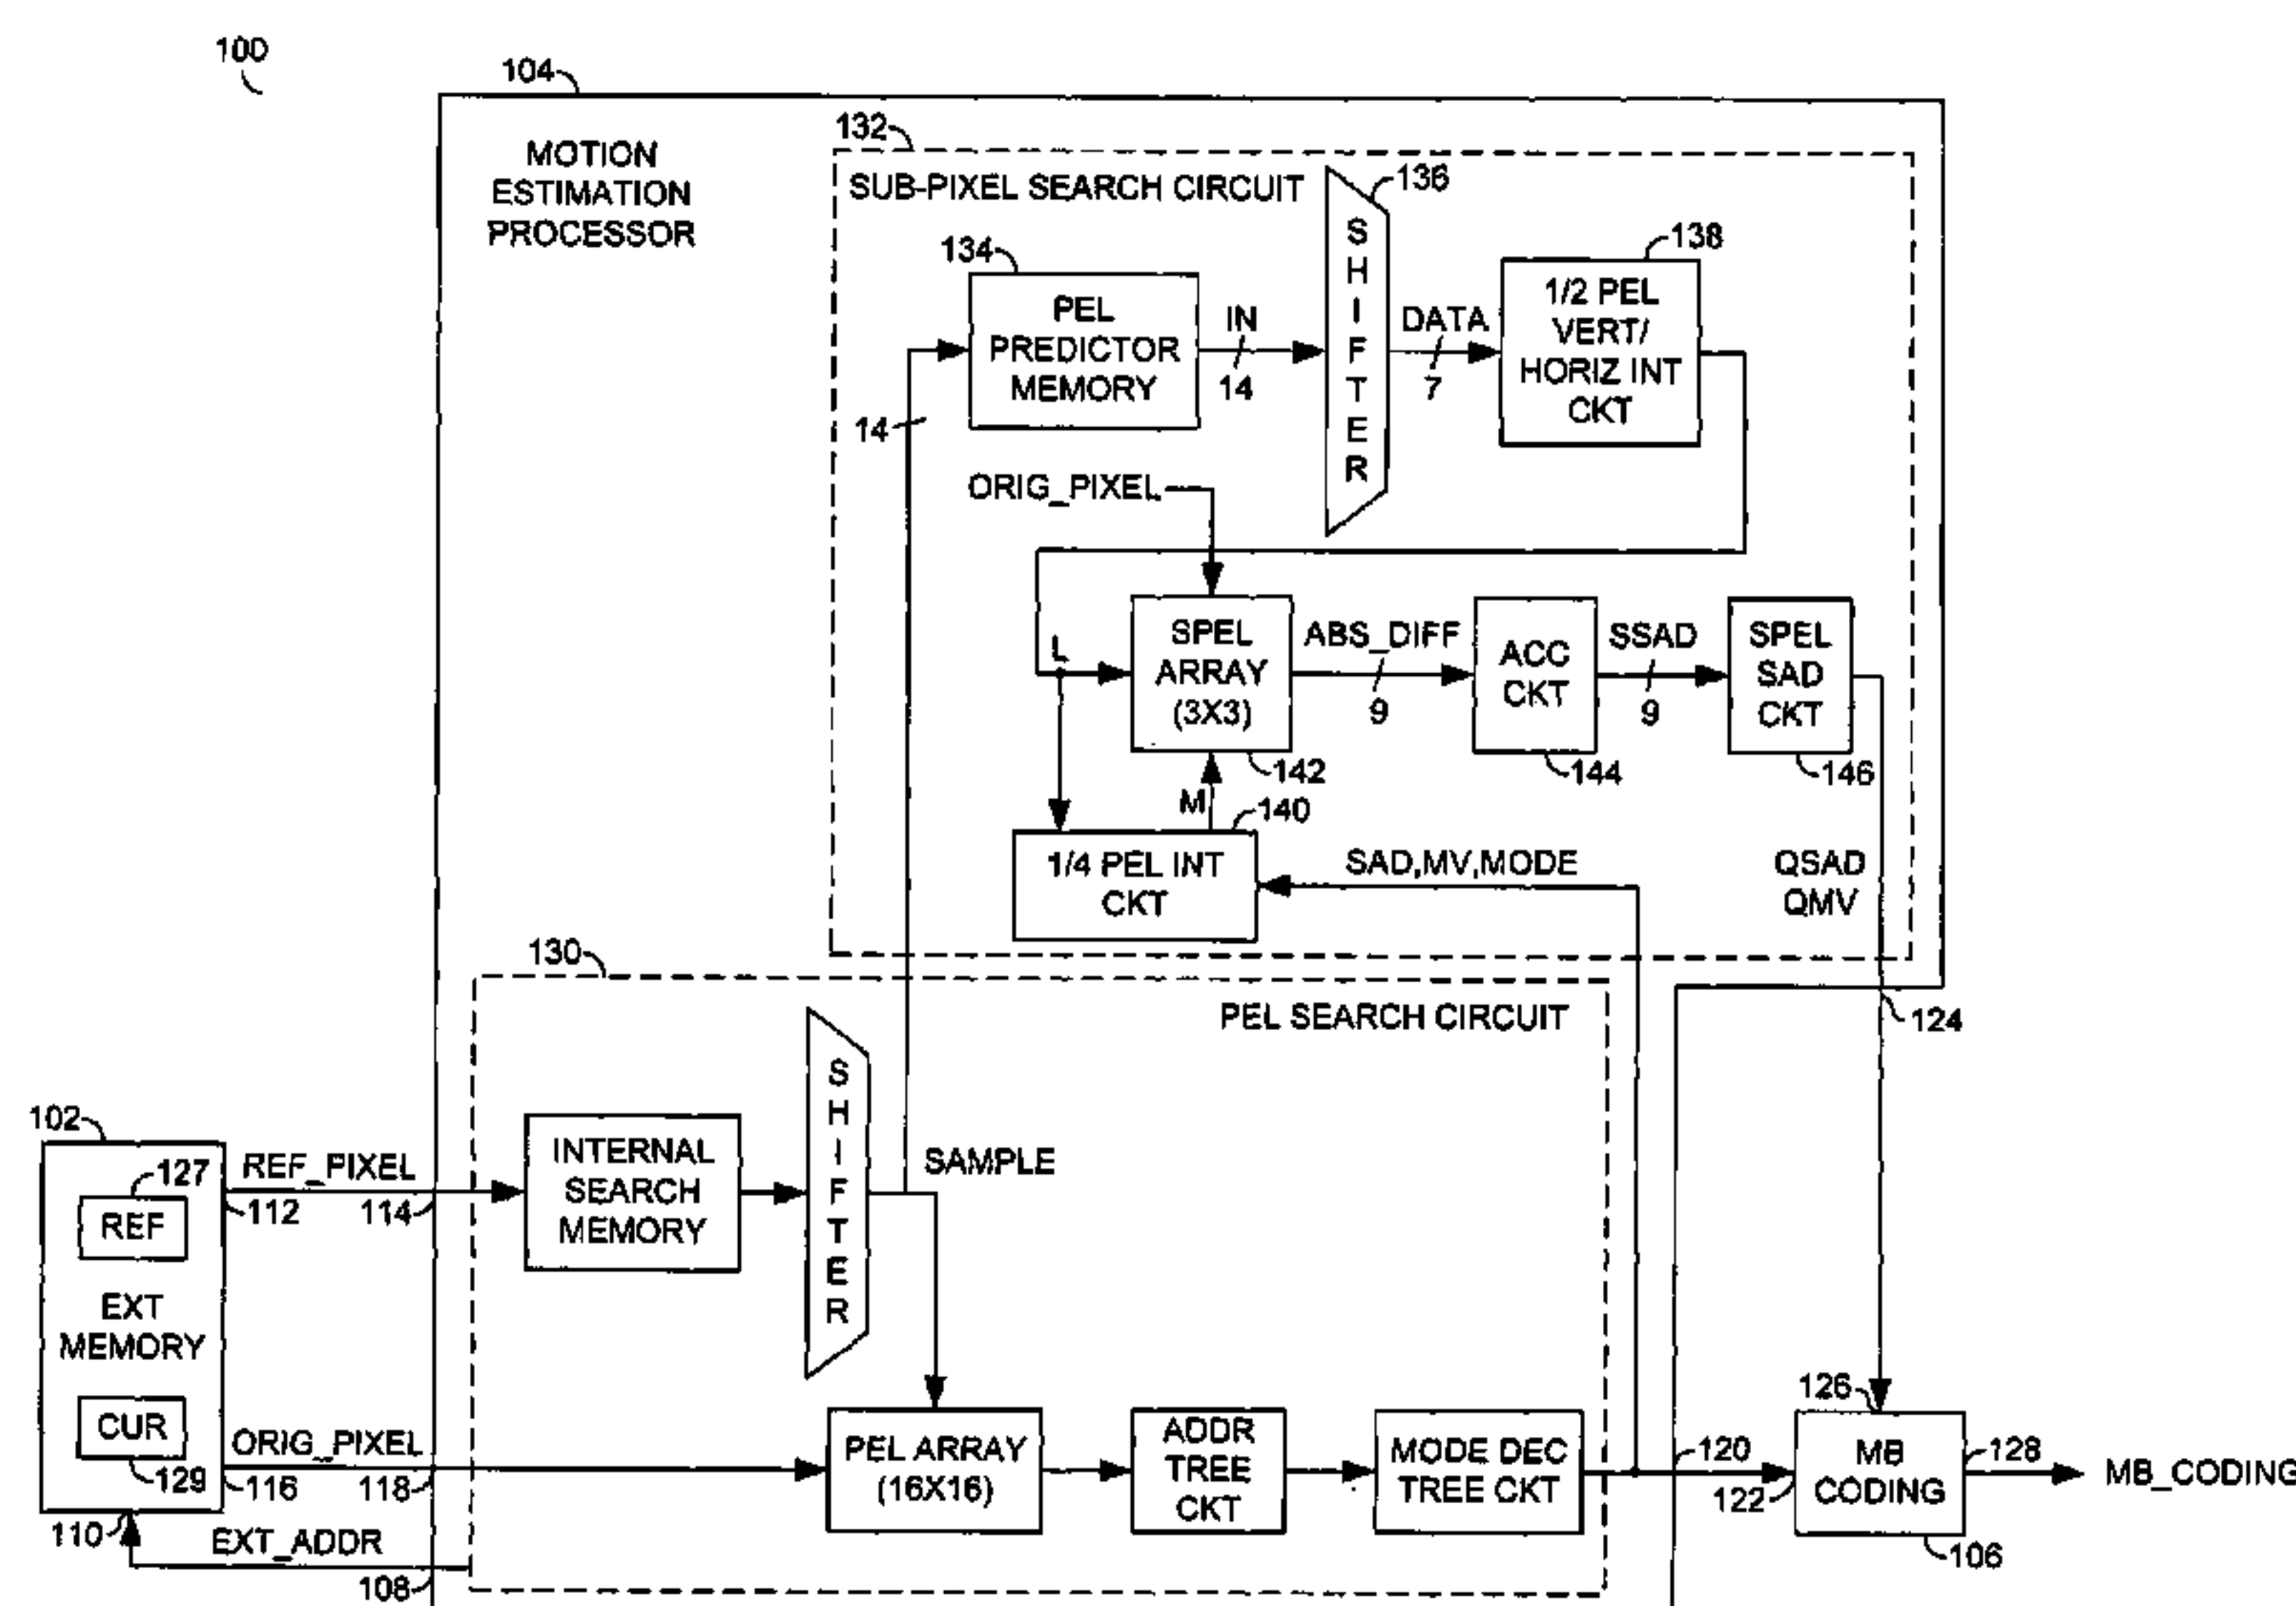 100
104
MOTION
ESTIMATION
PROCESSOR
132
SUB-PIXEL SEARCH CIRCUIT
136
SHIFTER
134
PEL
PREDICTOR
MEMORY
IN
14
DATA
7
138
1/2 PEL
VERT/
HORIZ INT
CKT
14
ORIG_PIXEL
L
SPEL
ARRAY
(3X3)
142
ABS_DIFF
9
ACC
CKT
144
SSAD
9
SPEL
SAD
CKT
146
M
140
1/4 PEL INT
CKT
SAD,MV,MODE
QSAD
QMV
124
130
PEL SEARCH CIRCUIT
102
127
REF
EXT
MEMORY
CUR
129
REF_PIXEL
112
114
INTERNAL
SEARCH
MEMORY
SHIFTER
SAMPLE
ORIG_PIXEL
116
118
110
EXT_ADDR
108
PEL ARRAY
(16X16)
ADDR
TREE
CKT
MODE DEC
TREE CKT
120
122
126
MB
CODING
106
128
MB_CODING